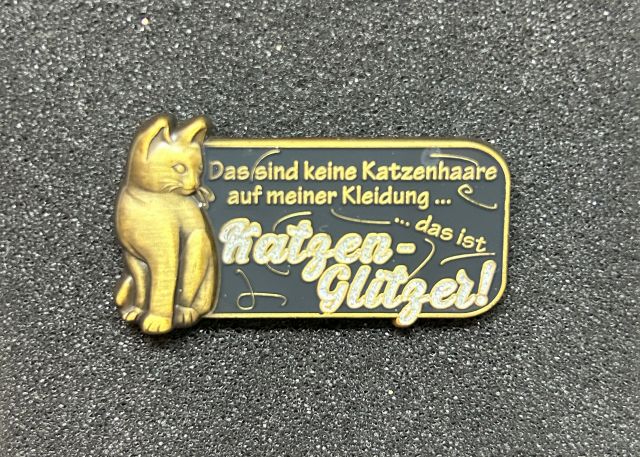 Das sind keine Katzenhaare
auf meiner Kleidung ...
... das ist
Katzen-
Glitzer!